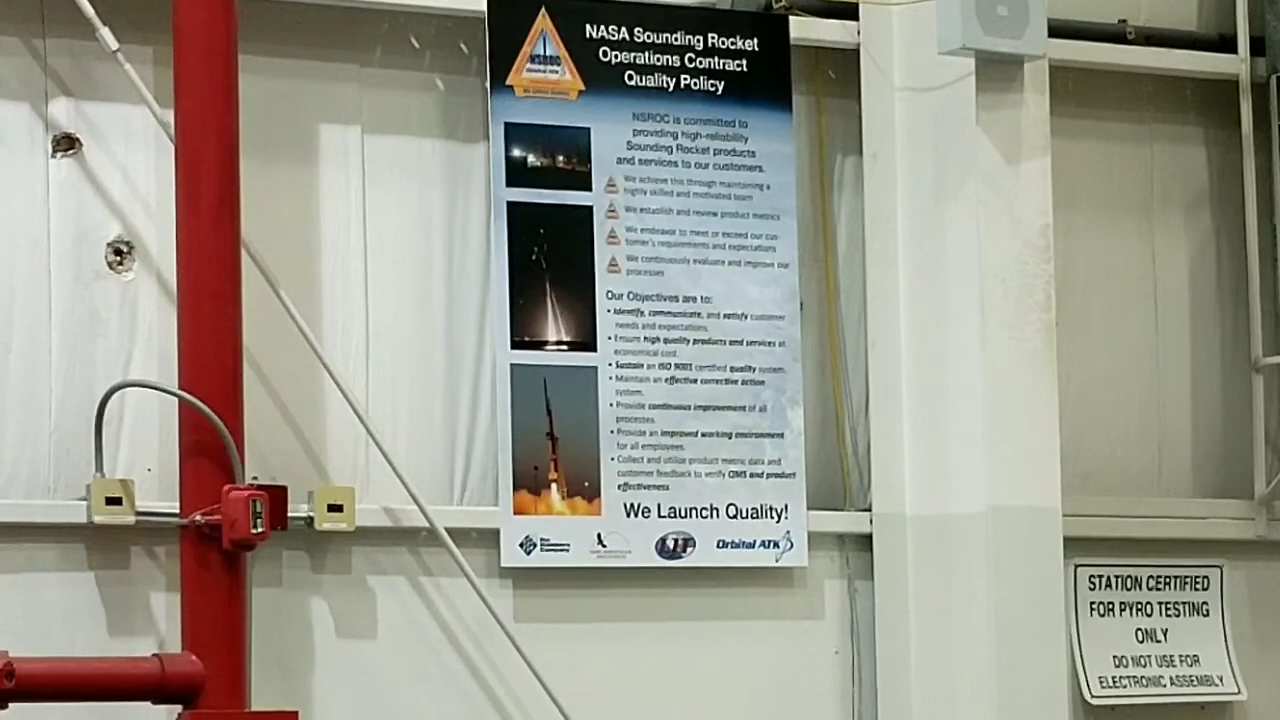 NASA Sounding Rocket
Operations Contract
Quality Policy
NSROC
NSROC is committed to
providing high-reliability
Sounding Rocket products
and services to our customers.
We achieve this through maintaining a
highly skilled and motivated team
We establish and review product metrics
We endeavor to meet or exceed our cus-
tomer's requirements and expectations
We continuously evaluate and improve our
processes
Our Objectives are to:
• Identify, communicate, and satisfy customer
needs and expectations.
• Ensure high quality products and services at
economical cost.
• Sustain an ISO 9001 certified quality system.
• Maintain an effective corrective action
system.
• Provide continuous improvement of all
processes.
• Provide an improved working environment
for all employees.
• Collect and utilize product metric data and
customer feedback to verify QMS and product
effectiveness.
We Launch Quality!
Company
Orbital ATK
STATION CERTIFIED
FOR PYRO TESTING
ONLY
DO NOT USE FOR
ELECTRONIC ASSEMBLY